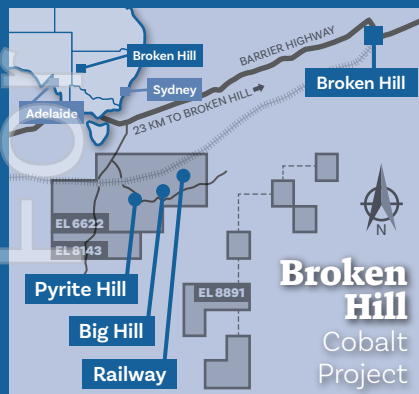 Broken Hill
Sydney
Adelaide
For
BARRIER HIGHWAY
23 KM TO BROKEN HILL
Broken Hill
EL 6622
EL 8143
Pyrite Hill
Big Hill
Railway
EL 8891
N
Broken
Hill
Cobalt
Project